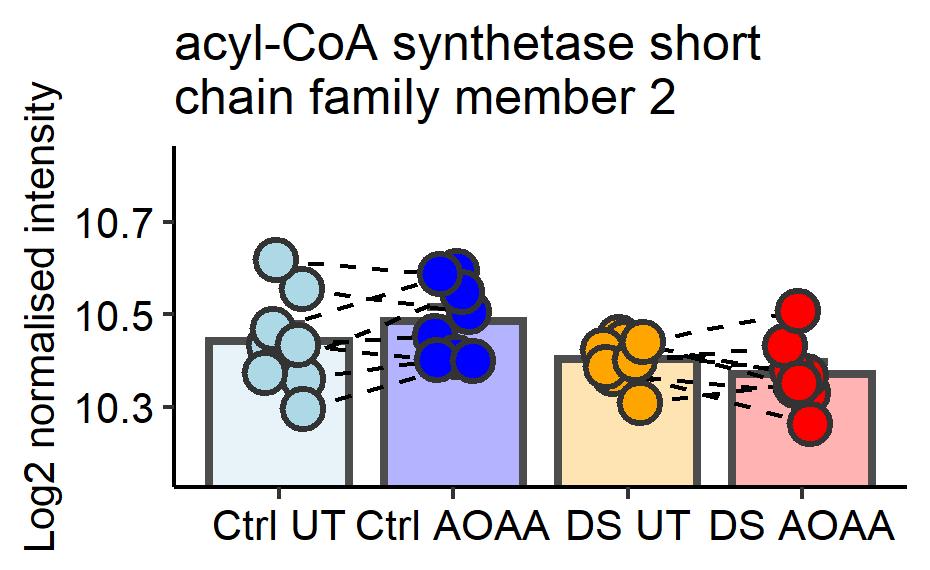 acyl-CoA synthetase short
chain family member 2
Log2 normalised intensity
10.7
10.5
10.3
Ctrl UT Ctrl AOAA DS UT DS AOAA